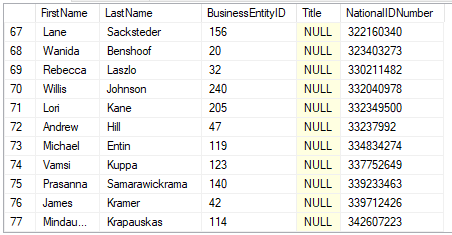 FirstName LastName BusinessEntityID Title NationalIDNumber
67 Lane Sacksteder 156 NULL 322160340
68 Wanida Benshoof 20 NULL 323403273
69 Rebecca Laszlo 32 NULL 330211482
70 Willis Johnson 240 NULL 332040978
71 Lori Kane 205 NULL 332349500
72 Andrew Hill 47 NULL 33237992
73 Michael Entin 119 NULL 334834274
74 Vamsi Kuppa 123 NULL 337752649
75 Prasanna Samarawickrama 140 NULL 339233463
76 James Kramer 42 NULL 339712426
77 Mindau... Krapauskas 114 NULL 342607223